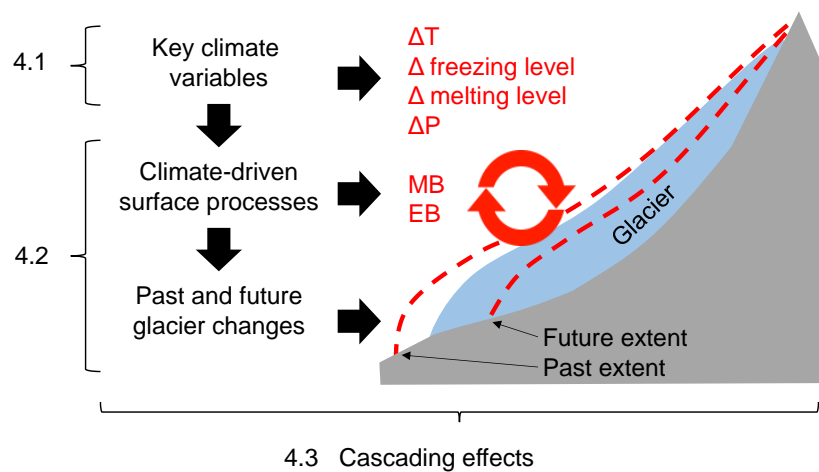 4.1
Key climate
variables
ΔT
Δ freezing level
Δ melting level
ΔP
4.2
Climate-driven
surface processes
MB
EB
Past and future
glacier changes
Glacier
Future extent
Past extent
4.3 Cascading effects